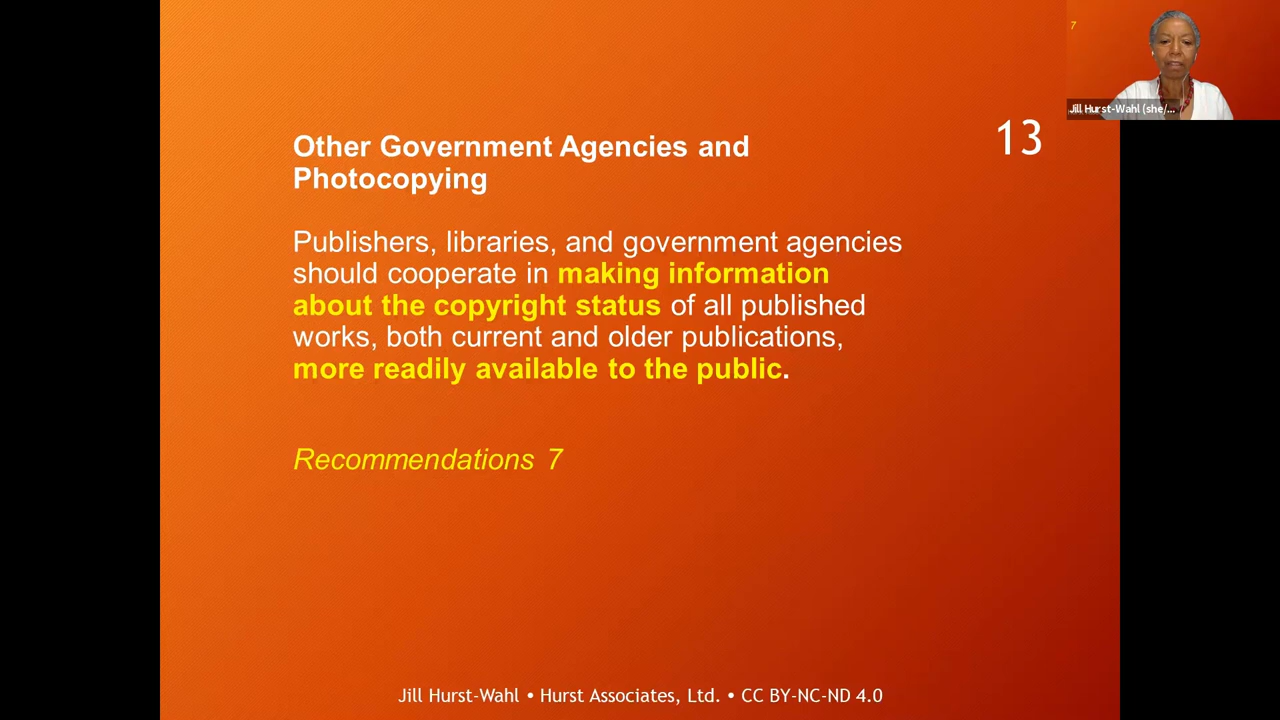 7
Jill Hurst-Wahl (she/...
13
Other Government Agencies and
Photocopying
Publishers, libraries, and government agencies
should cooperate in making information
about the copyright status of all published
works, both current and older publications,
more readily available to the public.
Recommendations 7
Jill Hurst-Wahl • Hurst Associates, Ltd. • CC BY-NC-ND 4.0